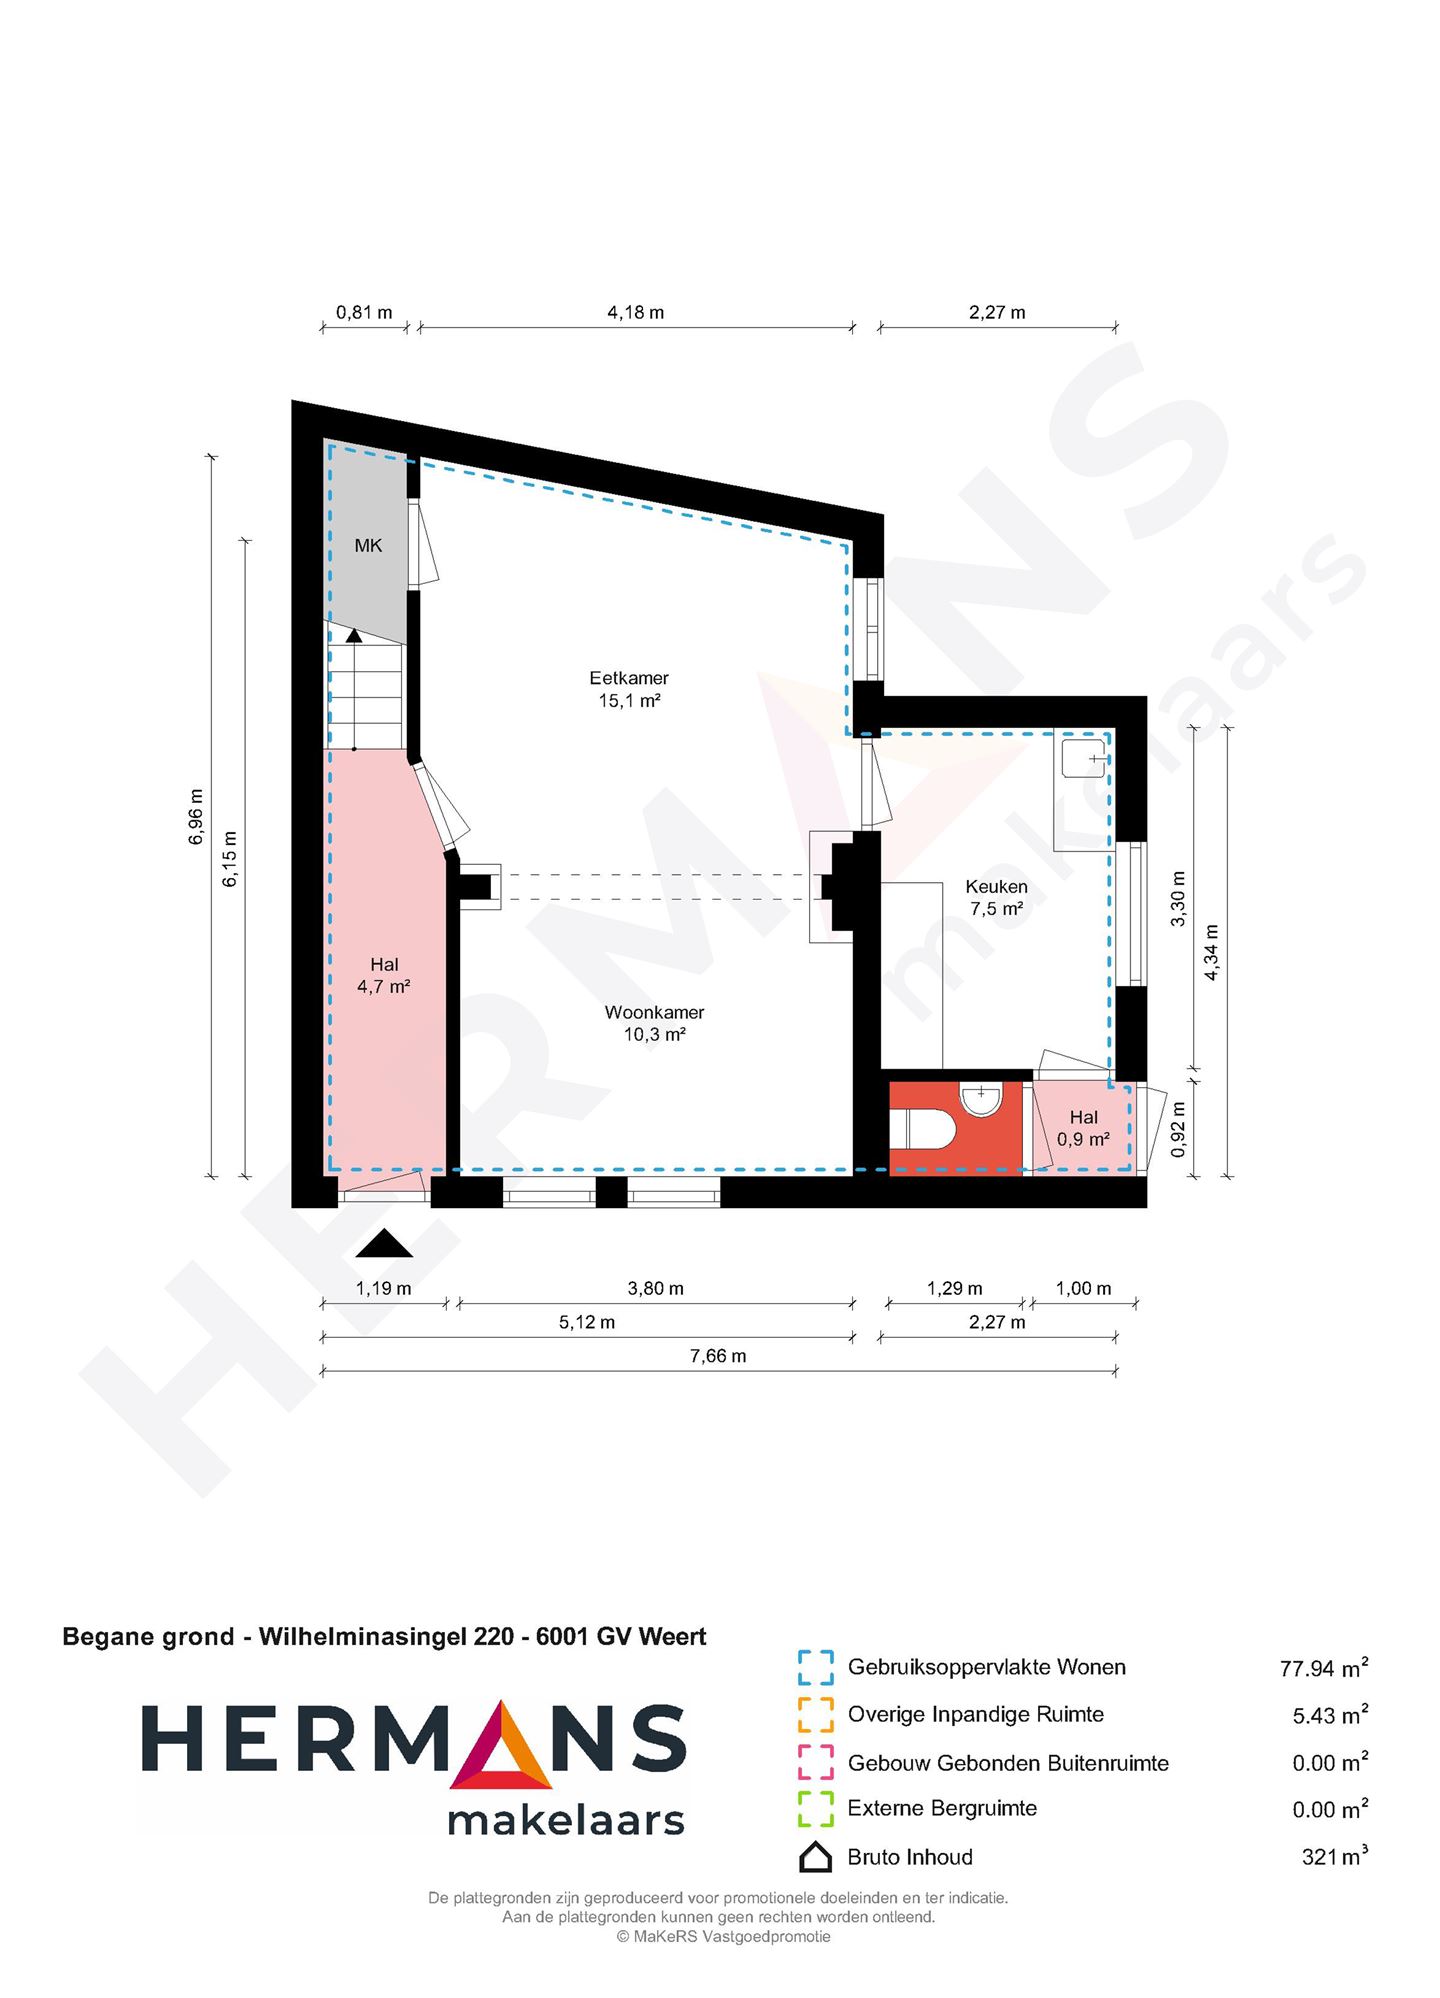 0,81 m
4,18 m
2,27 m
MK
Eetkamer
15,1 m²
6,96 m
6,15 m
Keuken
7,5 m²
3,30 m
4,34 m
Hal
4,7 m²
Woonkamer
10,3 m²
Hal
0,9 m²
0,92 m
1,19 m
3,80 m
1,29 m
1,00 m
5,12 m
2,27 m
7,66 m
HERMANS
makelaars
Begane grond - Wilhelminasingel 220 - 6001 GV Weert
HERMANS
makelaars
Gebruiksoppervlakte Wonen 77.94 m²
Overige Inpandige Ruimte 5.43 m²
Gebouw Gebonden Buitenruimte 0.00 m²
Externe Bergruimte 0.00 m²
Bruto Inhoud 321 m³
De plattegronden zijn geproduceerd voor promotionele doeleinden en ter indicatie.
Aan de plattegronden kunnen geen rechten worden ontleend.
© MaKeRS Vastgoedpromotie